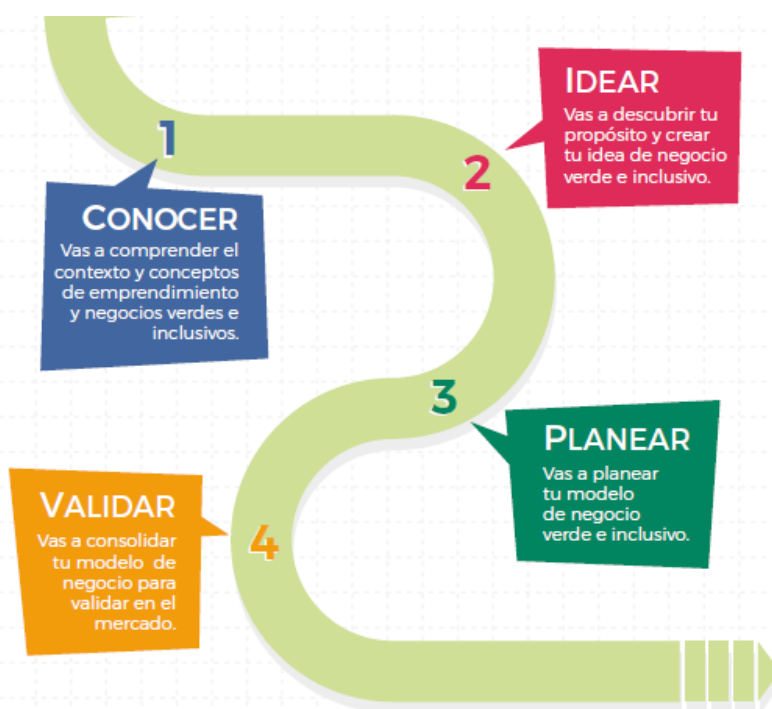 1
CONOCER
Vas a comprender el
contexto y conceptos
de emprendimiento
y negocios verdes e
inclusivos.
2
IDEAR
Vas a descubrir tu
propósito y crear
tu idea de negocio
verde e inclusivo.
3
PLANEAR
Vas a planear
tu modelo
de negocio
verde e inclusivo.
4
VALIDAR
Vas a consolidar
tu modelo de
negocio para
validar en el
mercado.